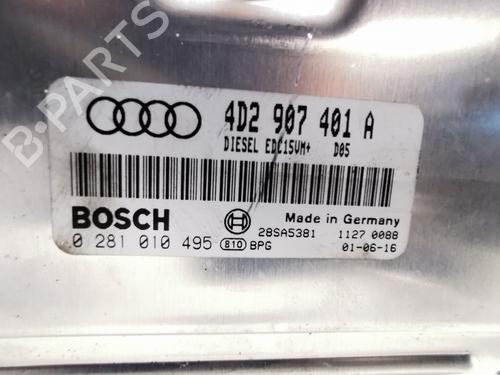 B-PARTS
4D2 907 401 A
DIESEL EDC15VM+ D05
BOSCH
Made in Germany
0 281 010 495 810 BPG
28SA5381 1127 0088
01-06-16